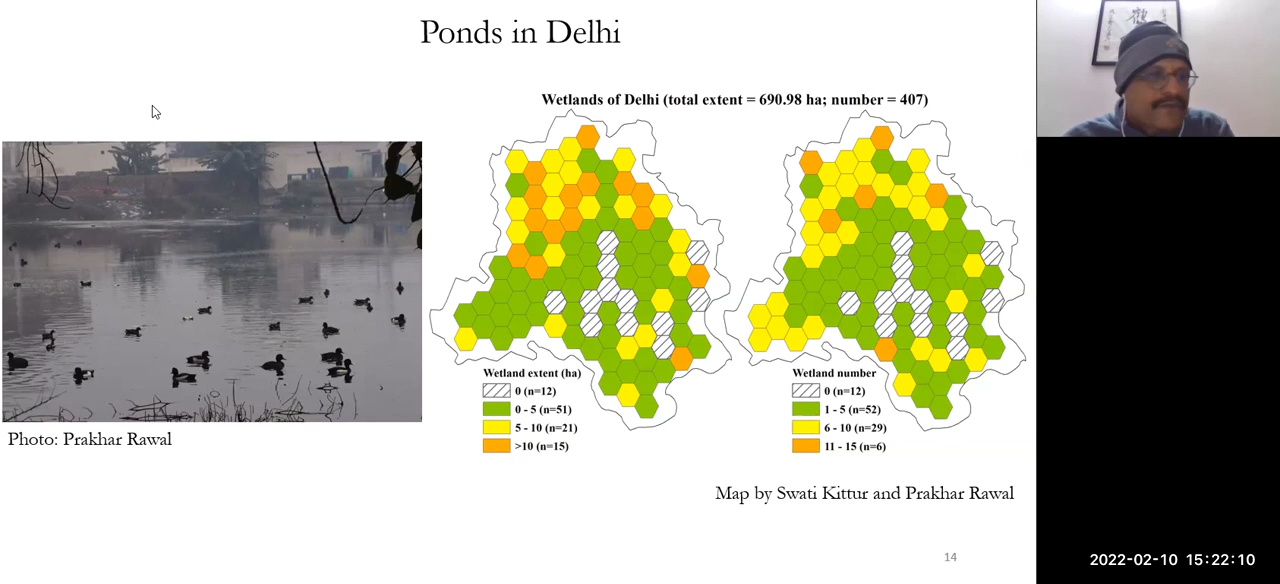 Ponds in Delhi
Wetlands of Delhi (total extent = 690.98 ha; number = 407)
Wetland extent (ha)
0 (n=12)
0 - 5 (n=51)
5 - 10 (n=21)
>10 (n=15)
Wetland number
0 (n=12)
1 - 5 (n=52)
6 - 10 (n=29)
11 - 15 (n=6)
Photo: Prakhar Rawal
Map by Swati Kittur and Prakhar Rawal
14
2022-02-10 15:22:10